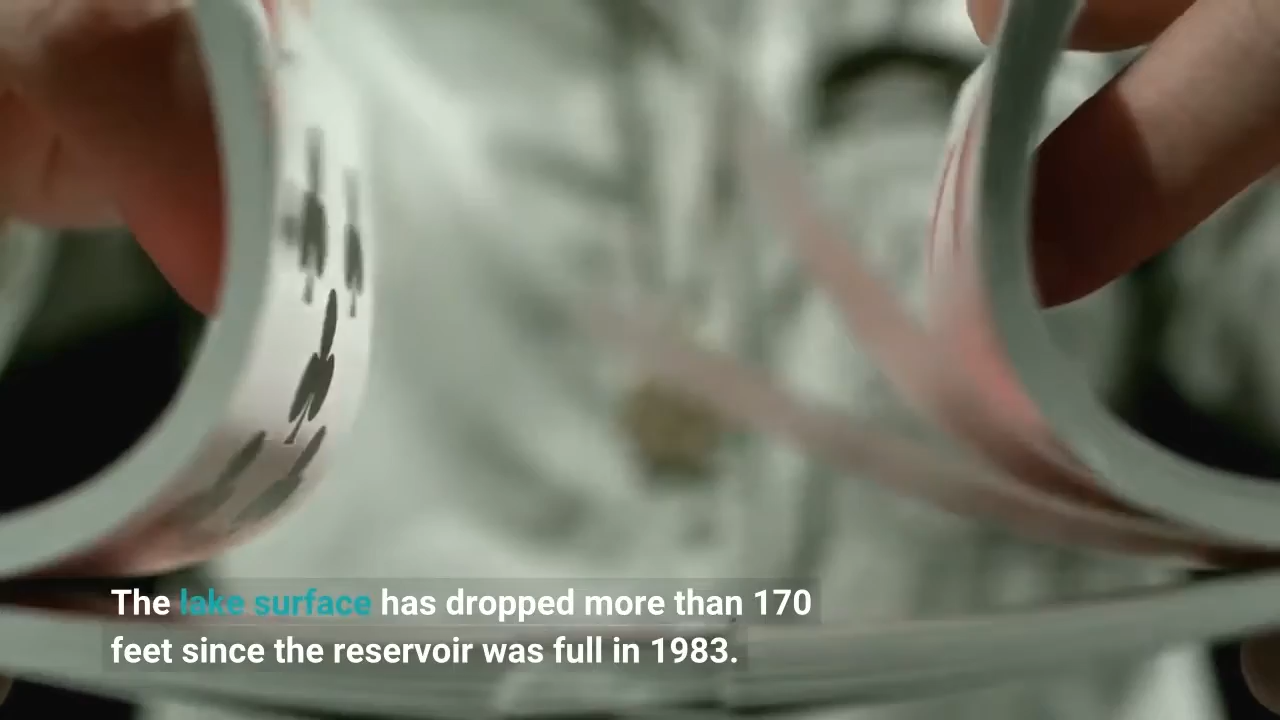 The lake surface has dropped more than 170
feet since the reservoir was full in 1983.